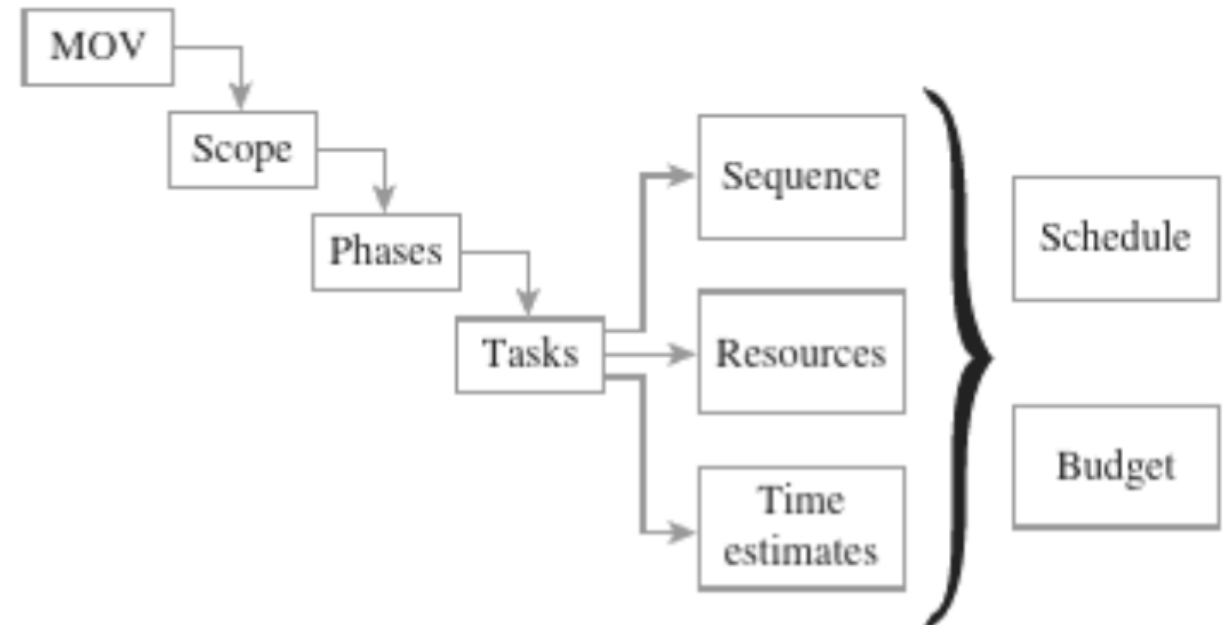 MOV
Scope
Phases
Tasks
Sequence
Resources
Time
estimates
Schedule
Budget